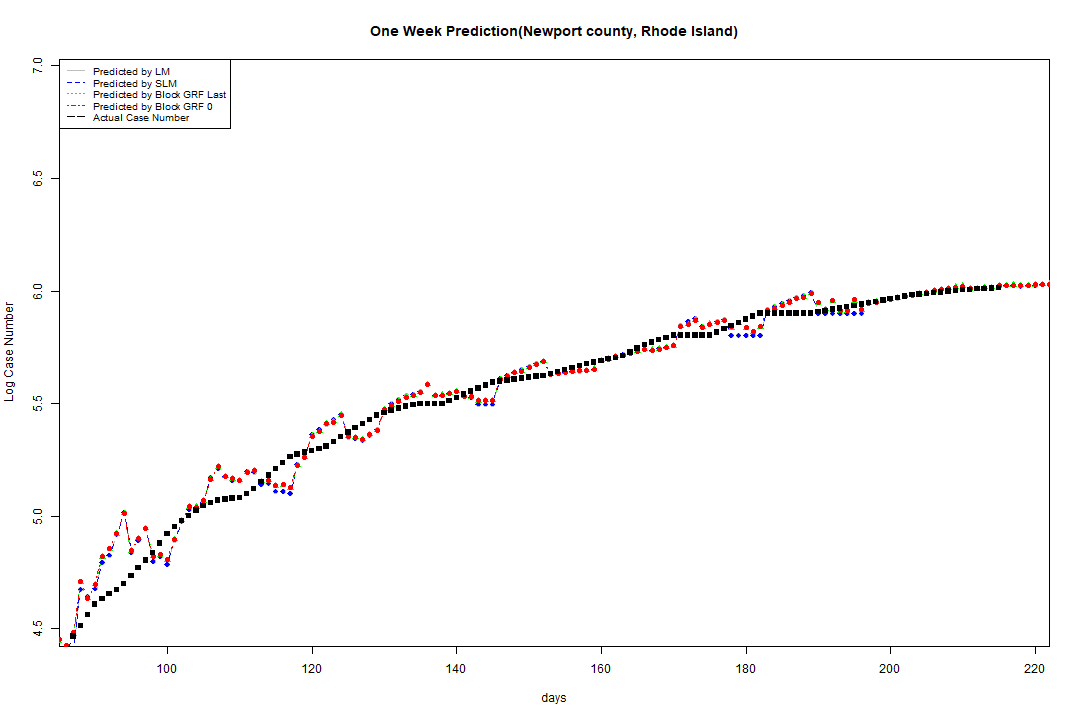 One Week Prediction(Newport county, Rhode Island)
7.0
Predicted by LM
Predicted by SLM
Predicted by Block GRF Last
Predicted by Block GRF 0
Actual Case Number
6.5
6.0
5.5
5.0
4.5
Log Case Number
100 120 140 160 180 200 220
days